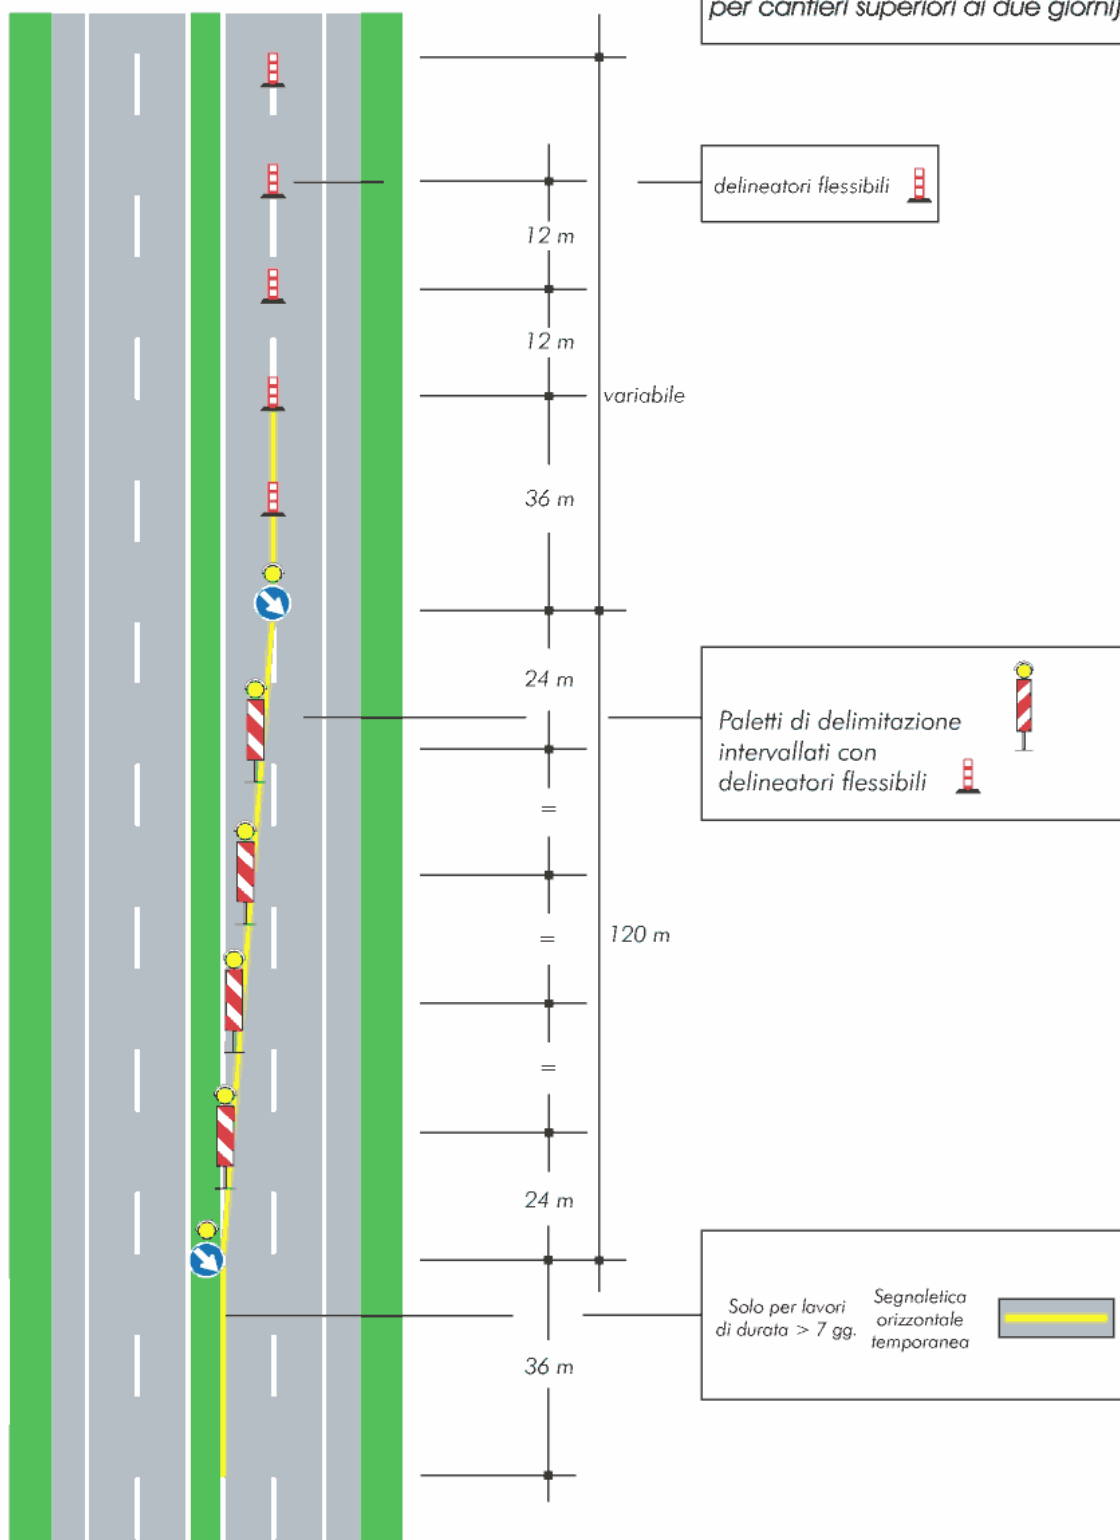 per cantieri superiori ai due giorni)
delineatori flessibili
12 m
12 m
variabile
36 m
24 m
Paletti di delimitazione
intervallati con
delineatori flessibili
=
=
120 m
=
24 m
Solo per lavori
di durata > 7 gg.
Segnaletica
orizzontale
temporanea
36 m